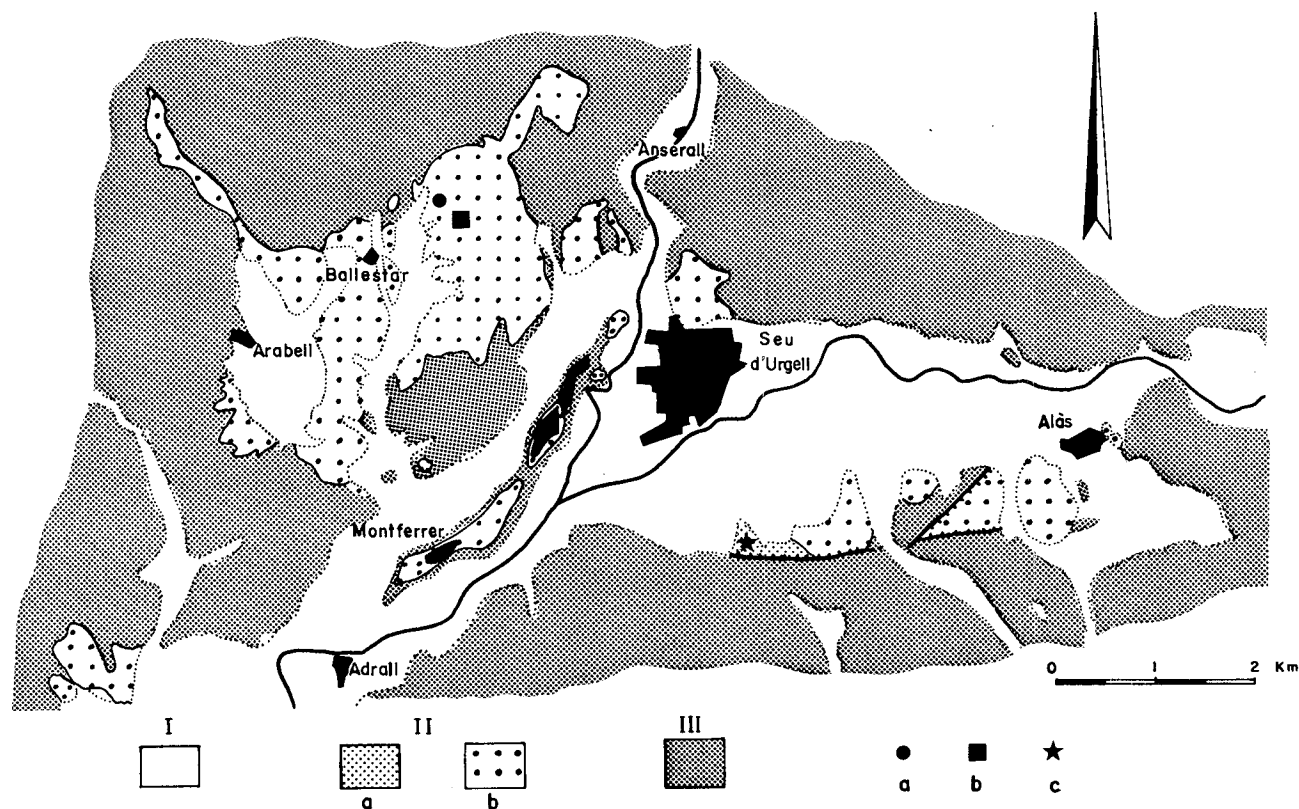 Anserall
Ballestar
Arabell
Seu
d'Urgell
Alàs
Montferrer
Adrall
0 1 2 Km
I II III
a b a b c